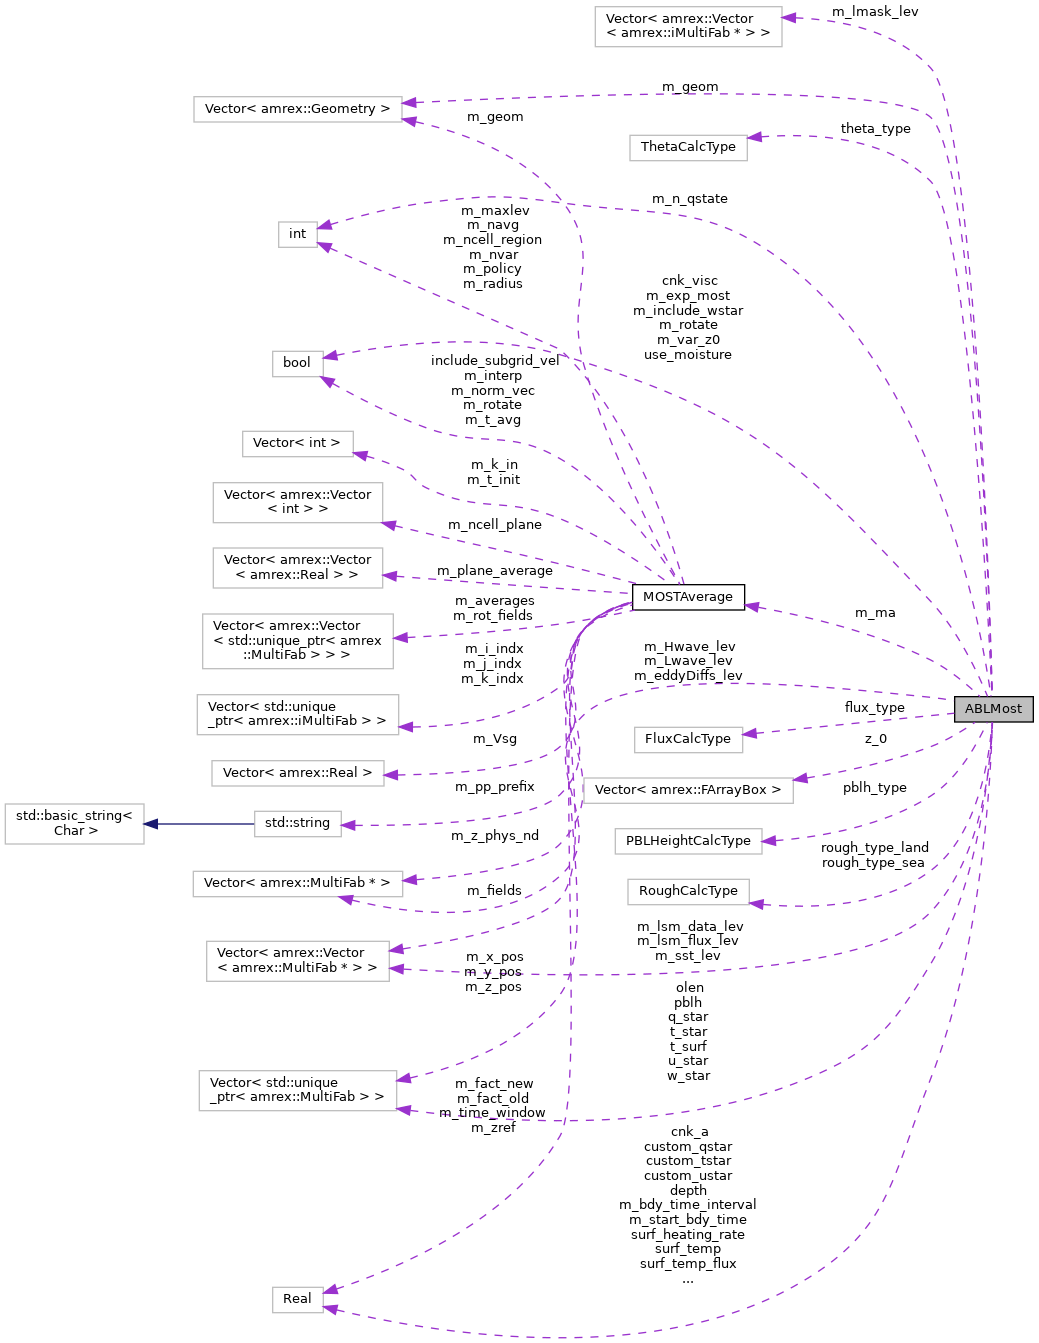 Vector< amrex::Vector
< amrex::iMultiFab * > >
m_lmask_lev
m_geom
Vector< amrex::Geometry >
m_geom
theta_type
ThetaCalcType
m_n_qstate
int
m_maxlev
m_navg
m_ncell_region
m_nvar
m_policy
m_radius
cnk_visc
m_exp_most
m_include_wstar
m_rotate
m_var_z0
use_moisture
bool
include_subgrid_vel
m_interp
m_norm_vec
m_rotate
m_t_avg
Vector< int >
m_k_in
m_t_init
Vector< amrex::Vector
< int > >
m_ncell_plane
Vector< amrex::Vector
< amrex::Real > >
m_plane_average
MOSTAverage
m_averages
m_rot_fields
m_ma
Vector< amrex::Vector
< std::unique_ptr< amrex
::MultiFab > > >
m_i_indx
m_j_indx
m_k_indx
m_Hwave_lev
m_Lwave_lev
m_eddyDiffs_lev
Vector< std::unique
_ptr< amrex::iMultiFab > >
ABLMost
flux_type
FluxCalcType
m_Vsg
z_0
Vector< amrex::Real >
Vector< amrex::FArrayBox >
m_pp_prefix
pblh_type
std::basic_string<
Char >
std::string
m_z_phys_nd
PBLHeightCalcType
rough_type_land
rough_type_sea
Vector< amrex::MultiFab * >
m_fields
RoughCalcType
m_lsm_data_lev
m_lsm_flux_lev
m_sst_lev
Vector< amrex::Vector
< amrex::MultiFab * > >
m_x_pos
m_y_pos
m_z_pos
olen
pblh
q_star
t_star
t_surf
u_star
w_star
Vector< std::unique
_ptr< amrex::MultiFab > >
m_fact_new
m_fact_old
m_time_window
m_zref
cnk_a
custom_qstar
custom_tstar
custom_ustar
depth
m_bdy_time_interval
m_start_bdy_time
surf_heating_rate
surf_temp
surf_temp_flux
...
Real